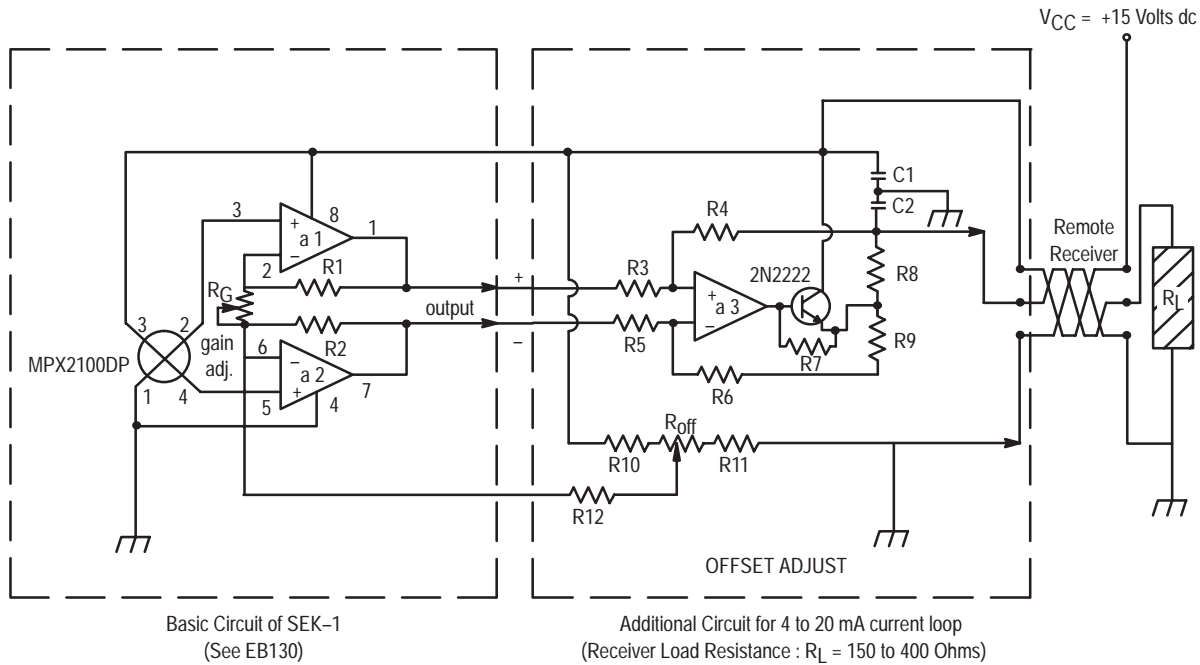 VCC = +15 Volts dc
C1
C2
R4
3
8
1
+
a 1
–
2
R1
RG
R3
+
R8
2N2222
+
a 3
–
Remote
Receiver
RL
output
R5
–
3
2
gain
adj.
R2
6
–
a 2
+
7
MPX2100DP
1
4
5
4
R7
R9
R6
Roff
R10
R11
R12
OFFSET ADJUST
Basic Circuit of SEK–1
(See EB130)
Additional Circuit for 4 to 20 mA current loop
(Receiver Load Resistance : RL = 150 to 400 Ohms)